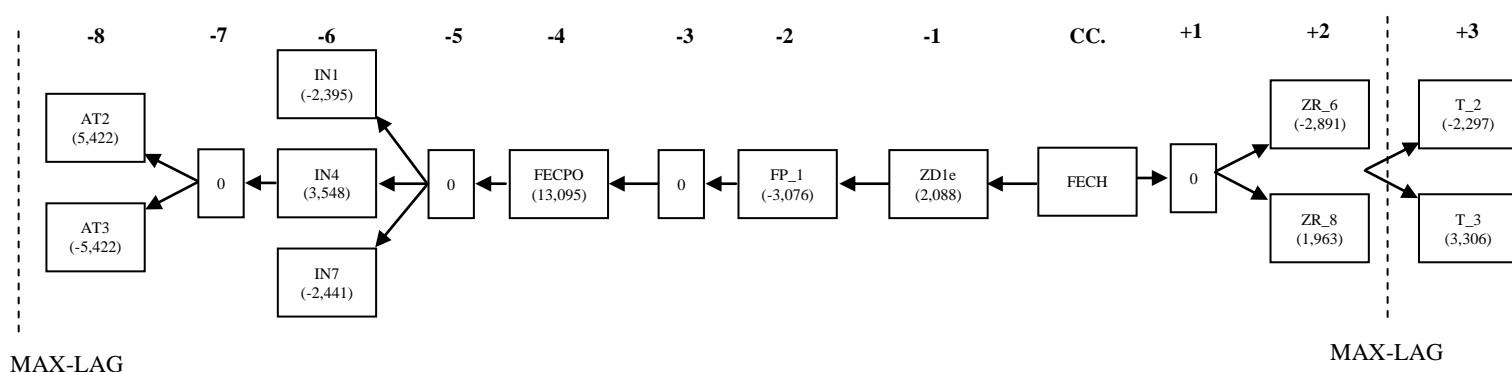 -8 -7 -6 -5 -4 -3 -2 -1 CC. +1 +2 +3
IN1
(-2,395)
AT2
(5,422)
ZR_6
(-2,891)
T_2
(-2,297)
0
IN4
(3,548)
0
FECPO
(13,095)
0
FP_1
(-3,076)
ZD1e
(2,088)
FECH
0
AT3
(-5,422)
ZR_8
(1,963)
T_3
(3,306)
IN7
(-2,441)
MAX-LAG
MAX-LAG